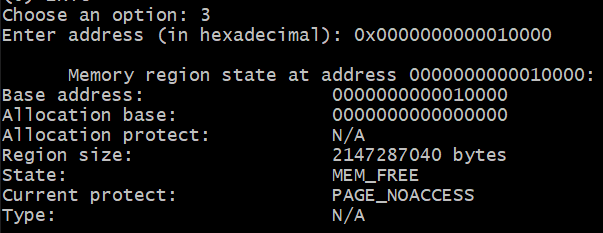 Choose an option: 3
Enter address (in hexadecimal): 0x0000000000010000
Memory region state at address 0000000000010000:
Base address: 0000000000010000
Allocation base: 0000000000000000
Allocation protect: N/A
Region size: 2147287040 bytes
State: MEM_FREE
Current protect: PAGE_NOACCESS
Type: N/A